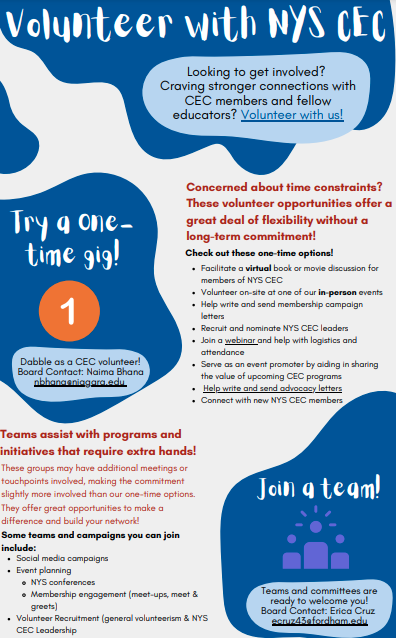 Volunteer with NYS CEC
Looking to get involved?
Craving stronger connections with
CEC members and fellow
educators? Volunteer with us!
Try a one-
time gig!
1
Dabble as a CEC volunteer!
Board Contact: Naima Bhana
nbhana@niagara.edu
Concerned about time constraints?
These volunteer opportunities offer a
great deal of flexibility without a
long-term commitment!
Check out these one-time options!
• Facilitate a virtual book or movie discussion for
members of NYS CEC
• Volunteer on-site at one of our in-person events
• Help write and send membership campaign
letters
• Recruit and nominate NYS CEC leaders
• Join a webinar and help with logistics and
attendance
• Serve as an event promoter by aiding in sharing
the value of upcoming CEC programs
• Help write and send advocacy letters
• Connect with new NYS CEC members
Teams assist with programs and
initiatives that require extra hands!
These groups may have additional meetings or
touchpoints involved, making the commitment
slightly more involved than our one-time options.
They offer great opportunities to make a
difference and build your network!
Some teams and campaigns you can join
include:
• Social media campaigns
• Event planning
○ NYS conferences
○ Membership engagement (meet-ups, meet &
greets)
• Volunteer Recruitment (general volunteerism & NYS
CEC Leadership
Join a team!
Teams and committees are
ready to welcome you!
Board Contact: Erica Cruz
ecruz43@fordham.edu